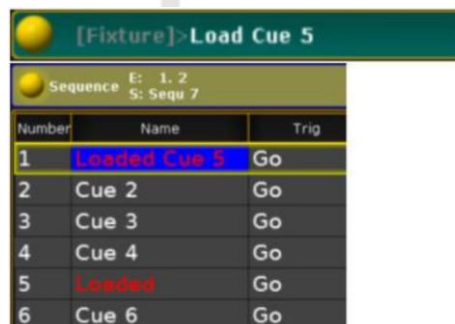 [Fixture]>Load Cue 5
Sequence E: 1. 2
S: Sequ 7
Number Name Trig
1 Loaded Cue 5 Go
2 Cue 2 Go
3 Cue 3 Go
4 Cue 4 Go
5 Loaded Go
6 Cue 6 Go